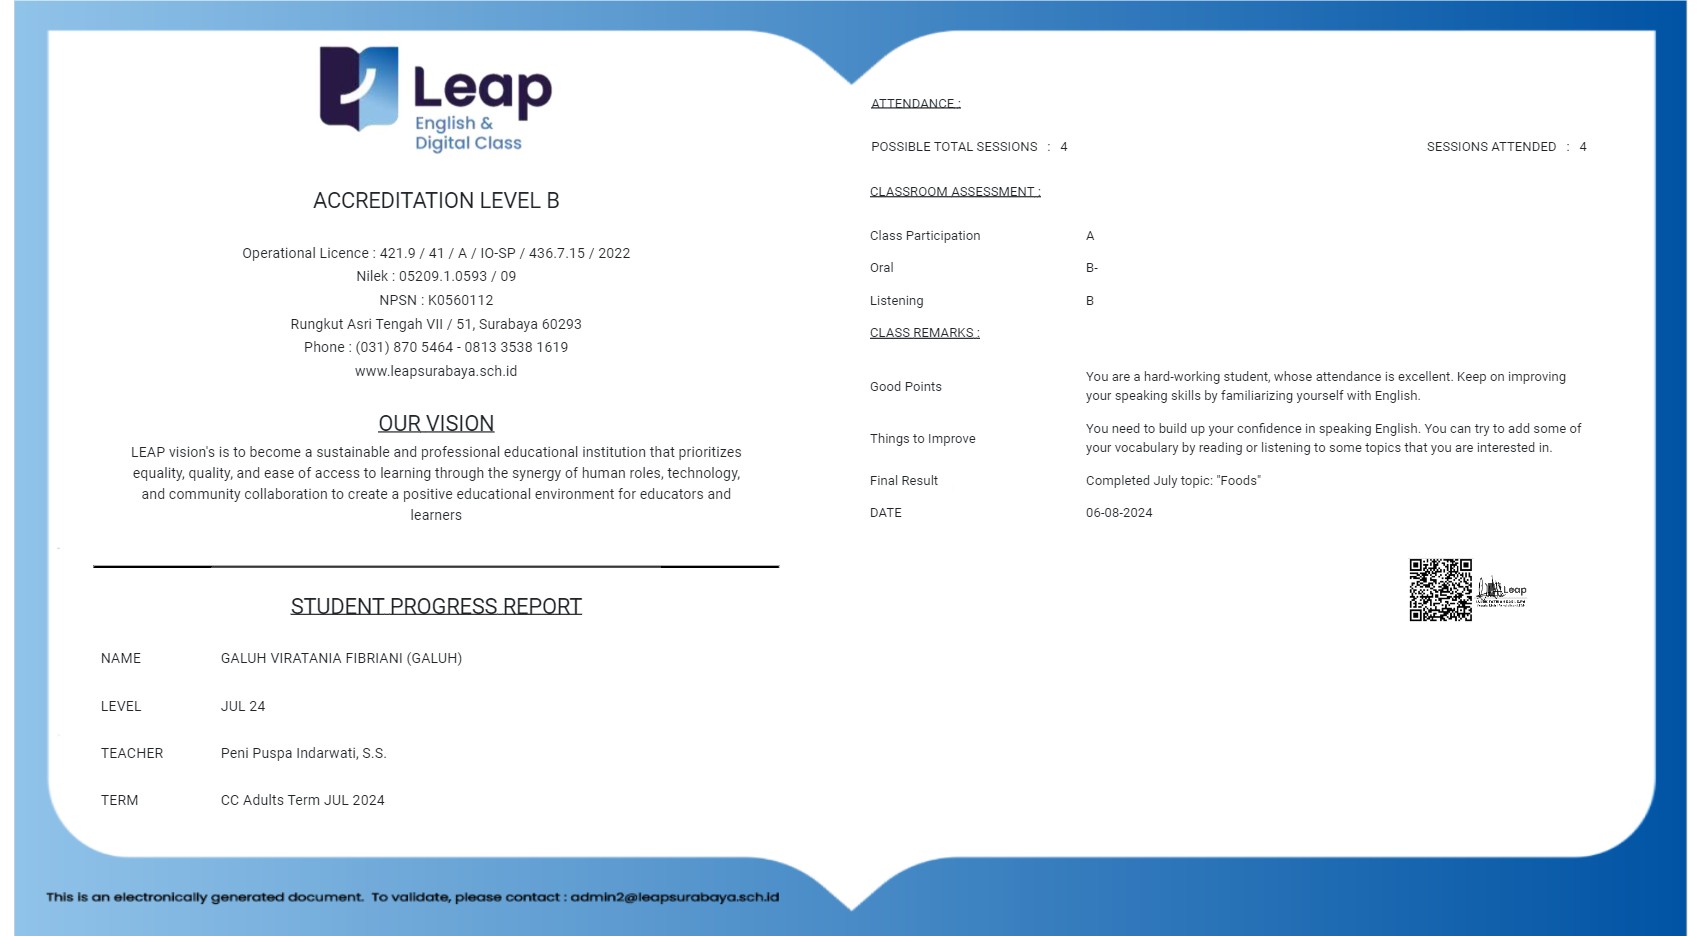 Leap
English &
Digital Class
ACCREDITATION LEVEL B
Operational Licence : 421.9 / 41 / A / IO-SP / 436.7.15 / 2022
Nilek : 05209.1.0593 / 09
NPSN : K0560112
Rungkut Asri Tengah VII / 51, Surabaya 60293
Phone : (031) 870 5464 - 0813 3538 1619
www.leapsurabaya.sch.id
OUR VISION
LEAP vision's is to become a sustainable and professional educational institution that prioritizes
equality, quality, and ease of access to learning through the synergy of human roles, technology,
and community collaboration to create a positive educational environment for educators and
learners
STUDENT PROGRESS REPORT
NAME GALUH VIRATANIA FIBRIANI (GALUH)
LEVEL JUL 24
TEACHER Peni Puspa Indarwati, S.S.
TERM CC Adults Term JUL 2024
This is an electronically generated document. To validate, please contact : admin2@leapsurabaya.sch.id
ATTENDANCE :
POSSIBLE TOTAL SESSIONS : 4 SESSIONS ATTENDED : 4
CLASSROOM ASSESSMENT :
Class Participation A
Oral B-
Listening B
CLASS REMARKS :
Good Points You are a hard-working student, whose attendance is excellent. Keep on improving
your speaking skills by familiarizing yourself with English.
Things to Improve You need to build up your confidence in speaking English. You can try to add some of
your vocabulary by reading or listening to some topics that you are interested in.
Final Result Completed July topic: "Foods"
DATE 06-08-2024
Leap